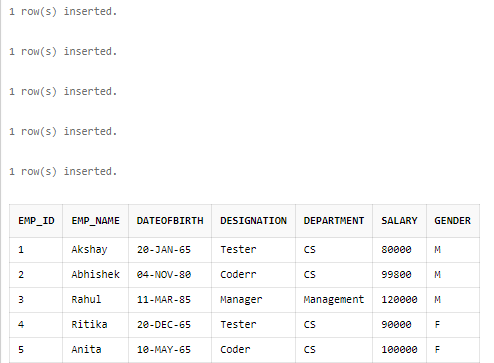 1 row(s) inserted.
1 row(s) inserted.
1 row(s) inserted.
1 row(s) inserted.
1 row(s) inserted.
EMP_ID EMP_NAME DATEOFBIRTH DESIGNATION DEPARTMENT SALARY GENDER
1 Akshay 20-JAN-65 Tester CS 80000 M
2 Abhishek 04-NOV-80 Coderr CS 99800 M
3 Rahul 11-MAR-85 Manager Management 120000 M
4 Ritika 20-DEC-65 Tester CS 90000 F
5 Anita 10-MAY-65 Coder CS 100000 F